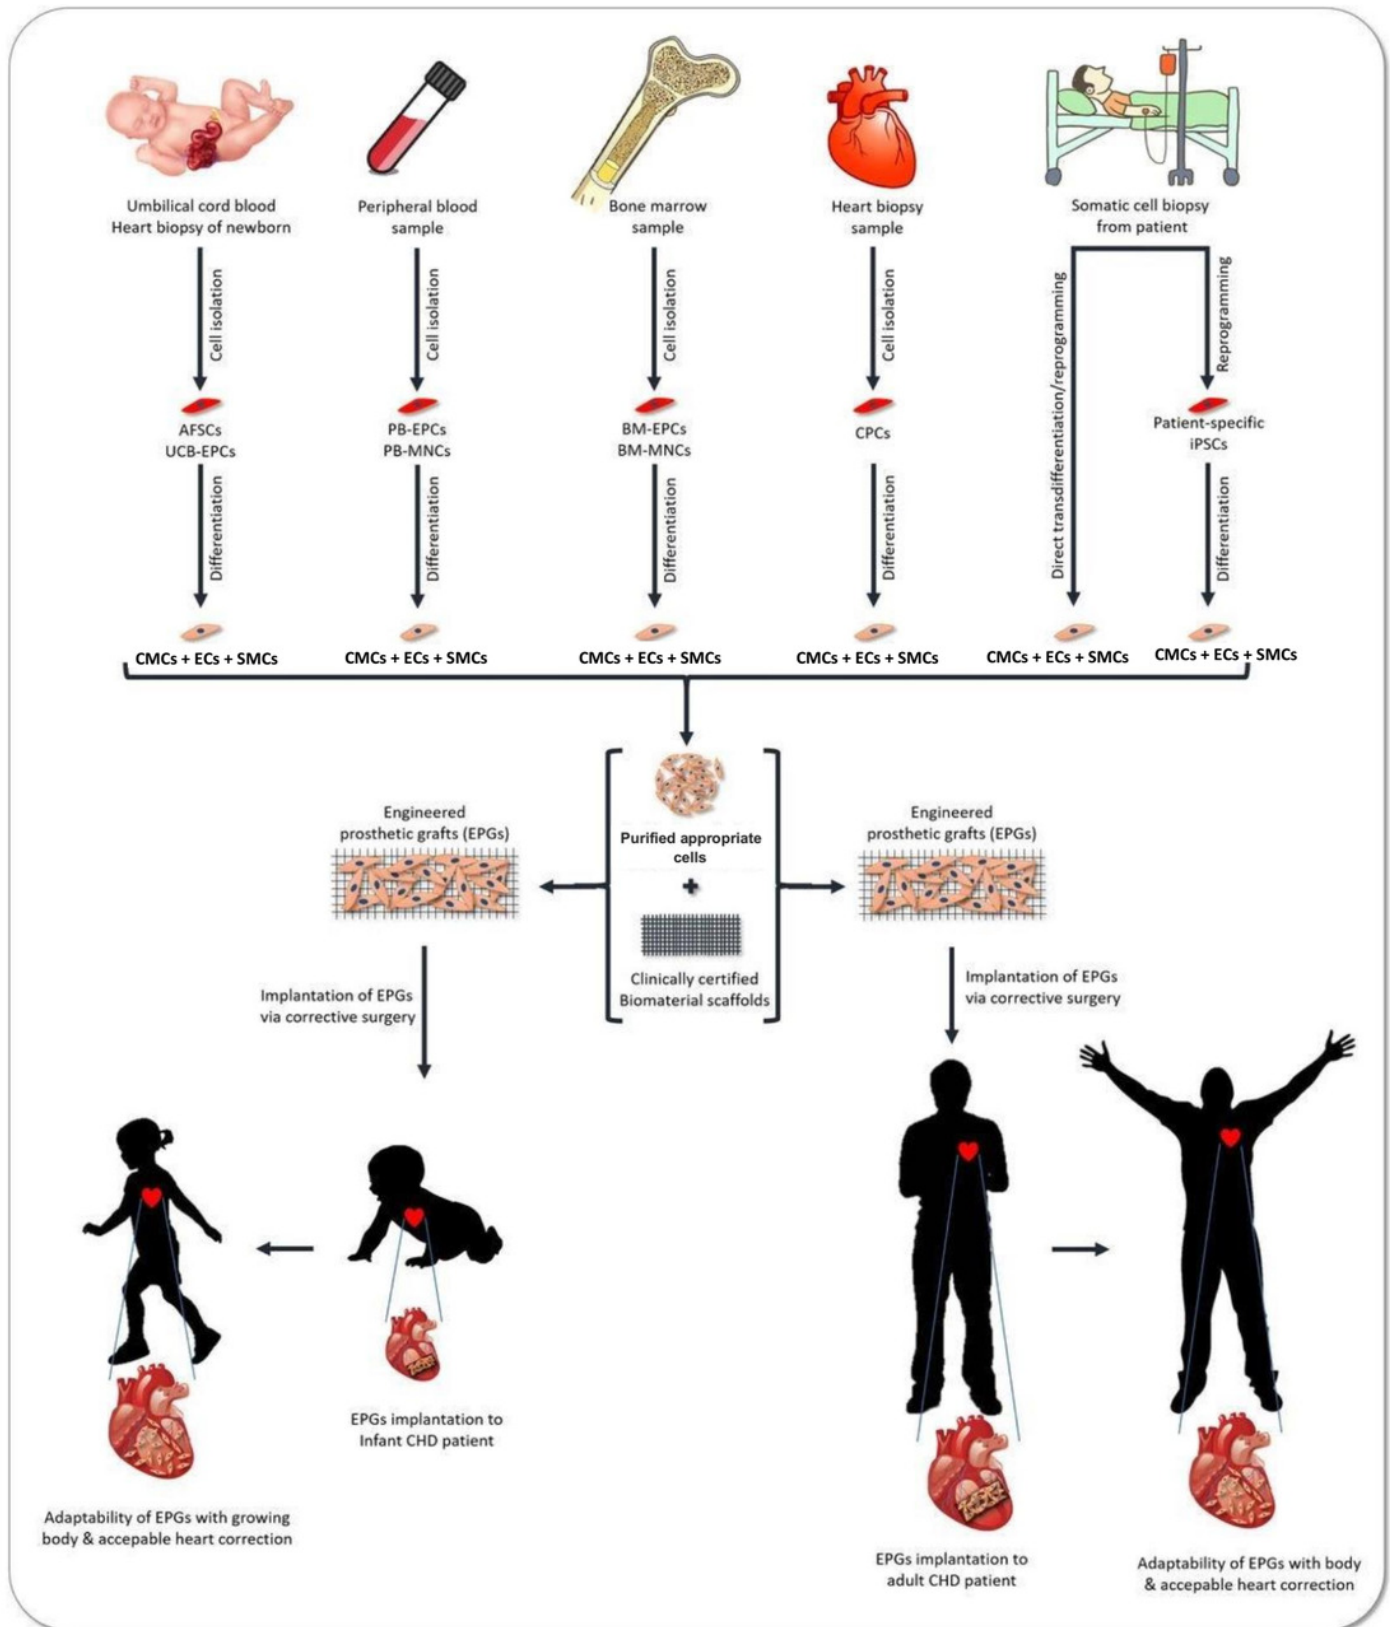 Umbilical cord blood
Heart biopsy of newborn
Peripheral blood
sample
Bone marrow
sample
Heart biopsy
sample
Somatic cell biopsy
from patient
Cell isolation
Cell isolation
Cell isolation
Cell isolation
Direct transdifferentiation/reprogramming
Reprogramming
AFSCs
UCB-EPCs
PB-EPCs
PB-MNCs
BM-EPCs
BM-MNCs
CPCs
Patient-specific
iPSCs
Differentiation
Differentiation
Differentiation
Differentiation
Differentiation
CMCs + ECs + SMCs
CMCs + ECs + SMCs
CMCs + ECs + SMCs
CMCs + ECs + SMCs
CMCs + ECs + SMCs
CMCs + ECs + SMCs
Engineered
prosthetic grafts (EPGs)
Purified appropriate
cells
+
Clinically certified
Biomaterial scaffolds
Engineered
prosthetic grafts (EPGs)
Implantation of EPGs
via corrective surgery
Implantation of EPGs
via corrective surgery
EPGs implantation to
Infant CHD patient
Adaptability of EPGs with growing
body & accepable heart correction
EPGs implantation to
adult CHD patient
Adaptability of EPGs with body
& accepable heart correction